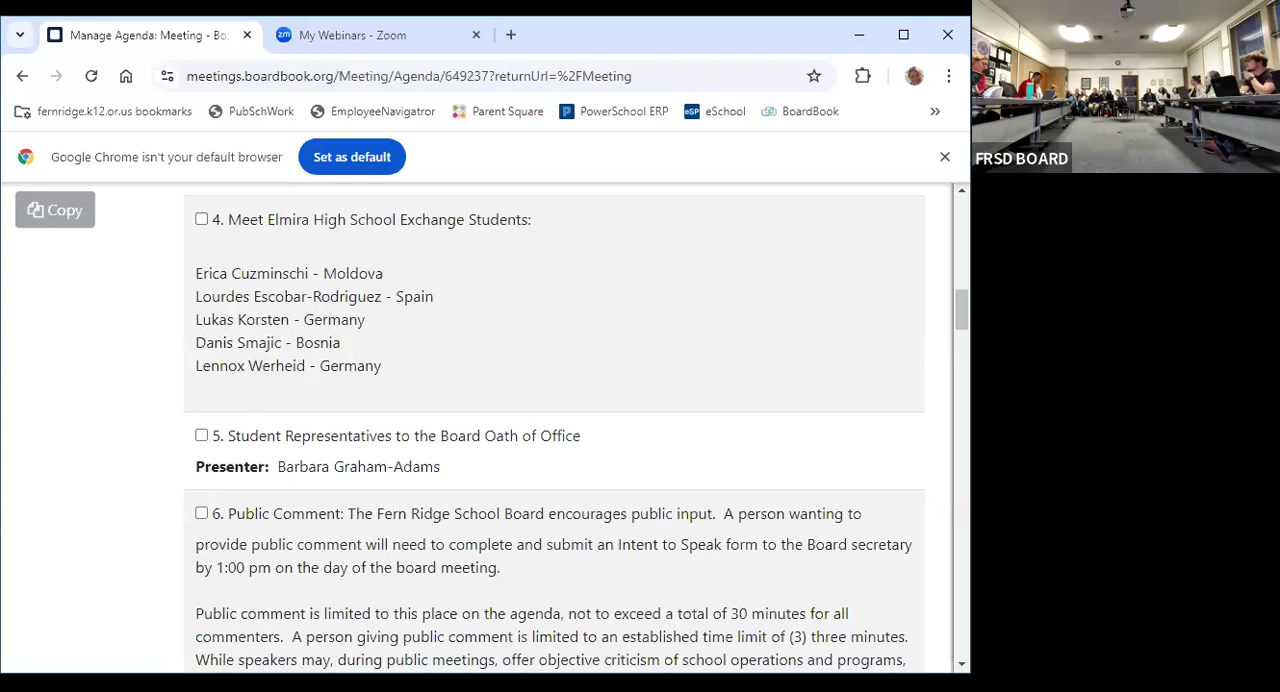 Manage Agenda: Meeting - Bo
My Webinars - Zoom
meetings.boardbook.org/Meeting/Agenda/649237?returnUrl=%2FMeeting
fernridge.k12.or.us bookmarks
PubSchWork
EmployeeNavigator
Parent Square
PowerSchool ERP
eSchool
BoardBook
Google Chrome isn't your default browser
Set as default
Copy
4. Meet Elmira High School Exchange Students:
Erica Cuzminschi - Moldova
Lourdes Escobar-Rodriguez - Spain
Lukas Korsten - Germany
Danis Smajic - Bosnia
Lennox Werheid - Germany
5. Student Representatives to the Board Oath of Office
Presenter: Barbara Graham-Adams
6. Public Comment: The Fern Ridge School Board encourages public input. A person wanting to
provide public comment will need to complete and submit an Intent to Speak form to the Board secretary
by 1:00 pm on the day of the board meeting.
Public comment is limited to this place on the agenda, not to exceed a total of 30 minutes for all
commenters. A person giving public comment is limited to an established time limit of (3) three minutes.
While speakers may, during public meetings, offer objective criticism of school operations and programs,
FRSD BOARD